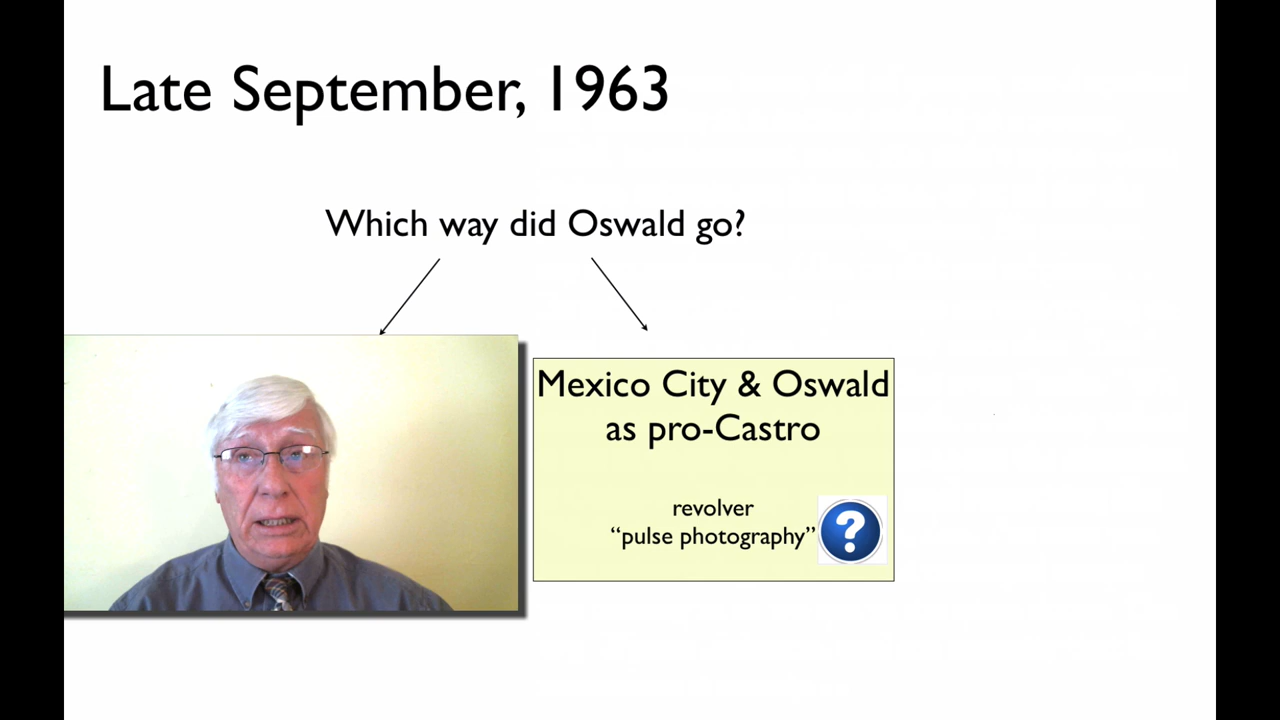 Late September, 1963
Which way did Oswald go?
Mexico City & Oswald
as pro-Castro
revolver
“pulse photography”
?